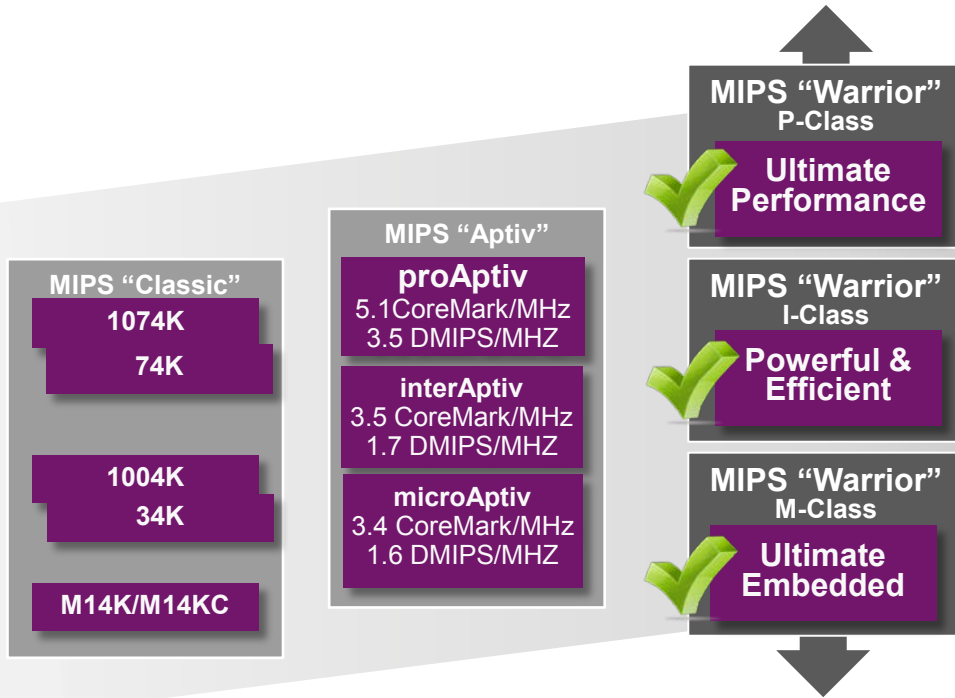 MIPS “Classic”
1074K
74K
1004K
34K
M14K/M14KC
MIPS “Aptiv”
proAptiv
5.1CoreMark/MHz
3.5 DMIPS/MHZ
interAptiv
3.5 CoreMark/MHz
1.7 DMIPS/MHZ
microAptiv
3.4 CoreMark/MHz
1.6 DMIPS/MHZ
MIPS “Warrior”
P-Class
Ultimate
Performance
MIPS “Warrior”
I-Class
Powerful &
Efficient
MIPS “Warrior”
M-Class
Ultimate
Embedded